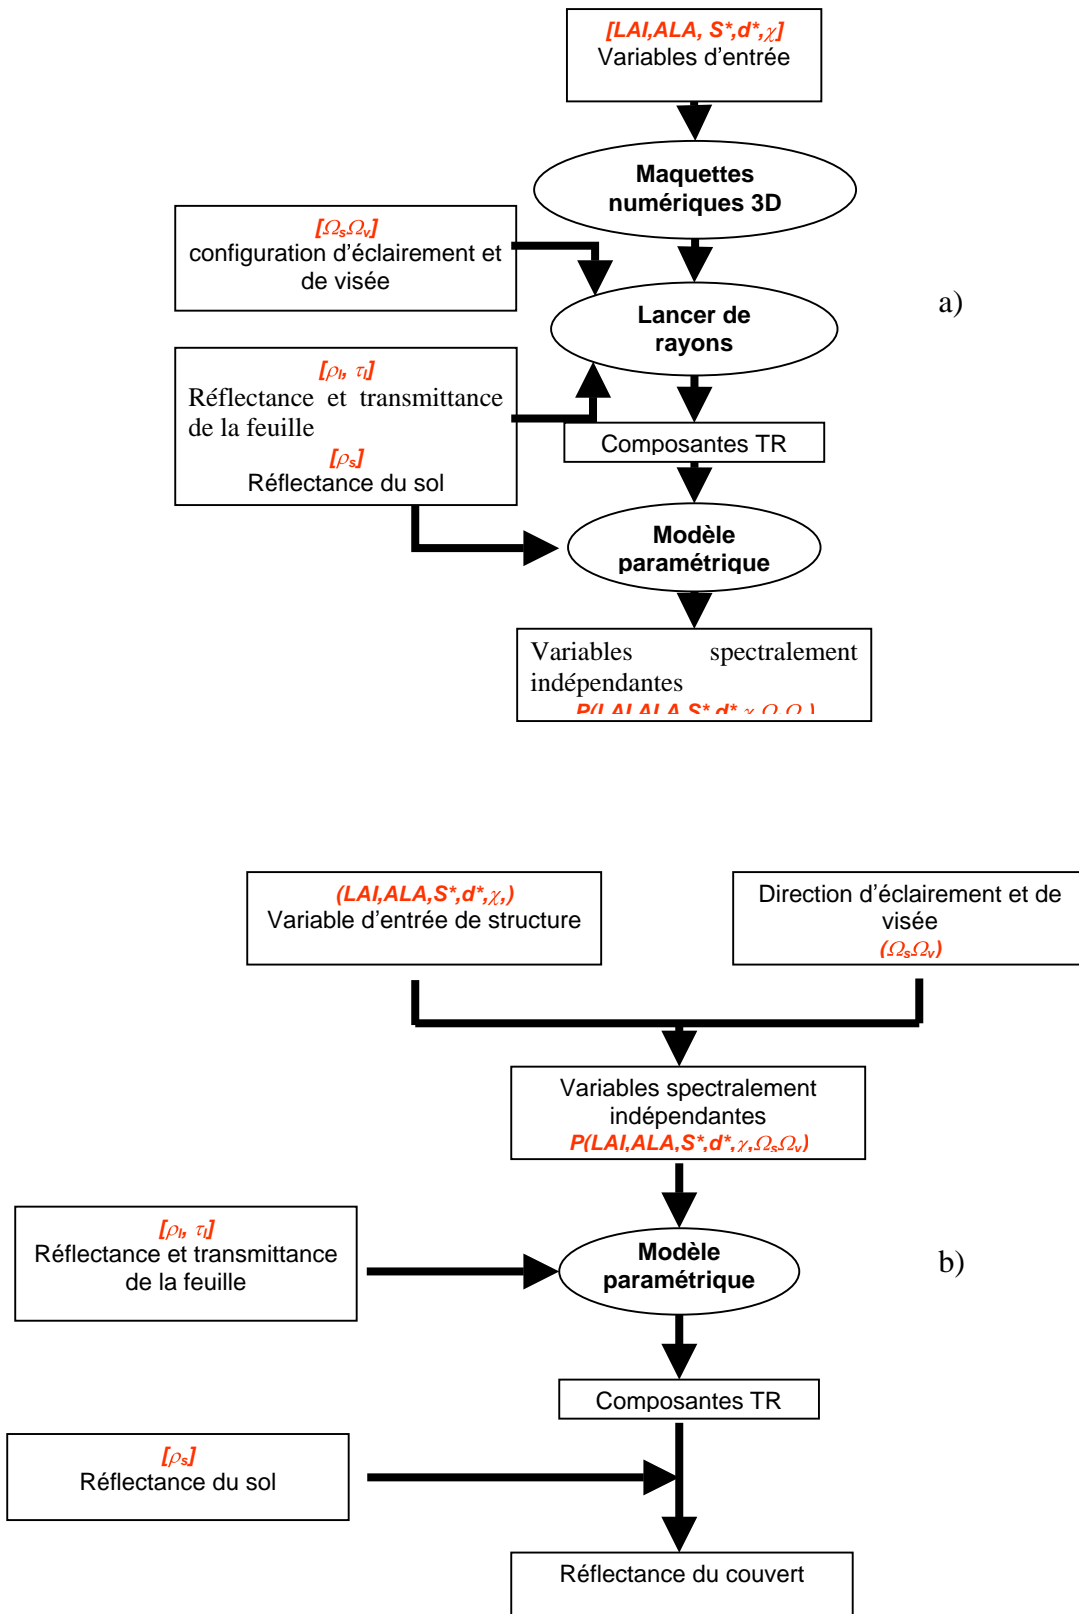 [LAI,ALA, S*,d*,χ]
Variables d'entrée
Maquettes
numériques 3D
[ΩsΩv]
configuration d'éclairement et
de visée
Lancer de
rayons
a)
[ρl, τl]
Réflectance et transmittance
de la feuille
[ρs]
Réflectance du sol
Composantes TR
Modèle
paramétrique
Variables spectralement
indépendantes
P(LAI,ALA,S*,d*,χ,Ω Ω )
(LAI,ALA,S*,d*,χ,)
Variable d'entrée de structure
Direction d'éclairement et de
visée
(ΩsΩv)
Variables spectralement
indépendantes
P(LAI,ALA,S*,d*,χ,ΩsΩv)
[ρl, τl]
Réflectance et transmittance
de la feuille
Modèle
paramétrique
b)
Composantes TR
[ρs]
Réflectance du sol
Réflectance du couvert